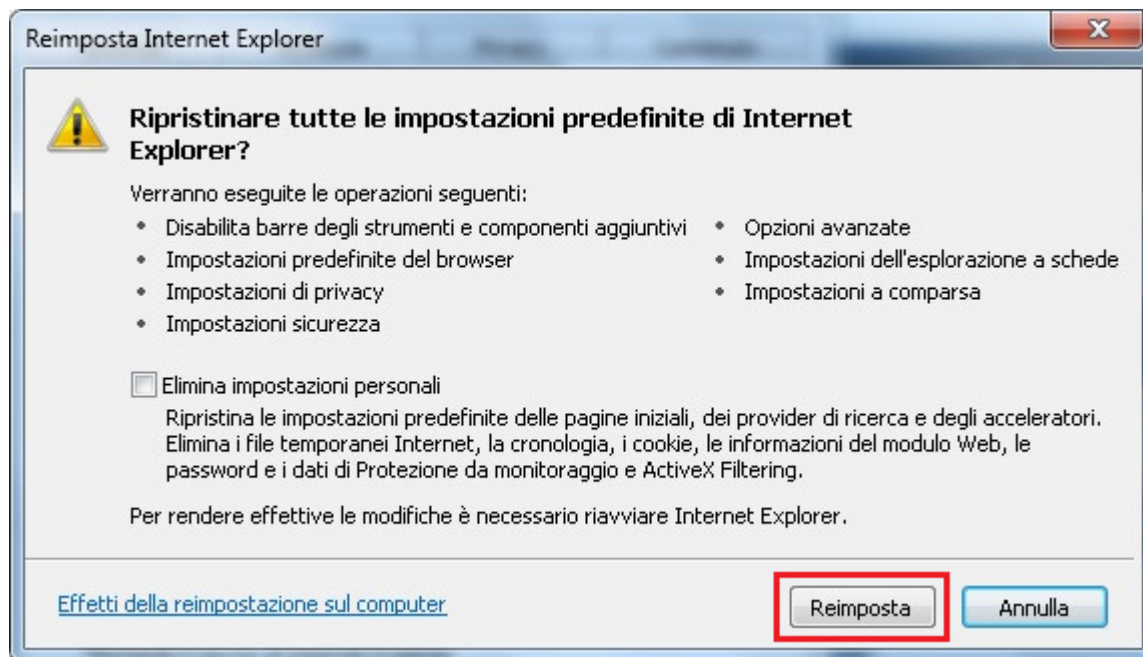 Reimposta Internet Explorer
Ripristinare tutte le impostazioni predefinite di Internet
Explorer?
Verranno eseguite le operazioni seguenti:
• Disabilita barre degli strumenti e componenti aggiuntivi
• Impostazioni predefinite del browser
• Impostazioni di privacy
• Impostazioni sicurezza
• Opzioni avanzate
• Impostazioni dell'esplorazione a schede
• Impostazioni a comparsa
Elimina impostazioni personali
Ripristina le impostazioni predefinite delle pagine iniziali, dei provider di ricerca e degli acceleratori.
Elimina i file temporanei Internet, la cronologia, i cookie, le informazioni del modulo Web, le
password e i dati di Protezione da monitoraggio e ActiveX Filtering.
Per rendere effettive le modifiche è necessario riavviare Internet Explorer.
Effetti della reimpostazione sul computer
Reimposta
Annulla